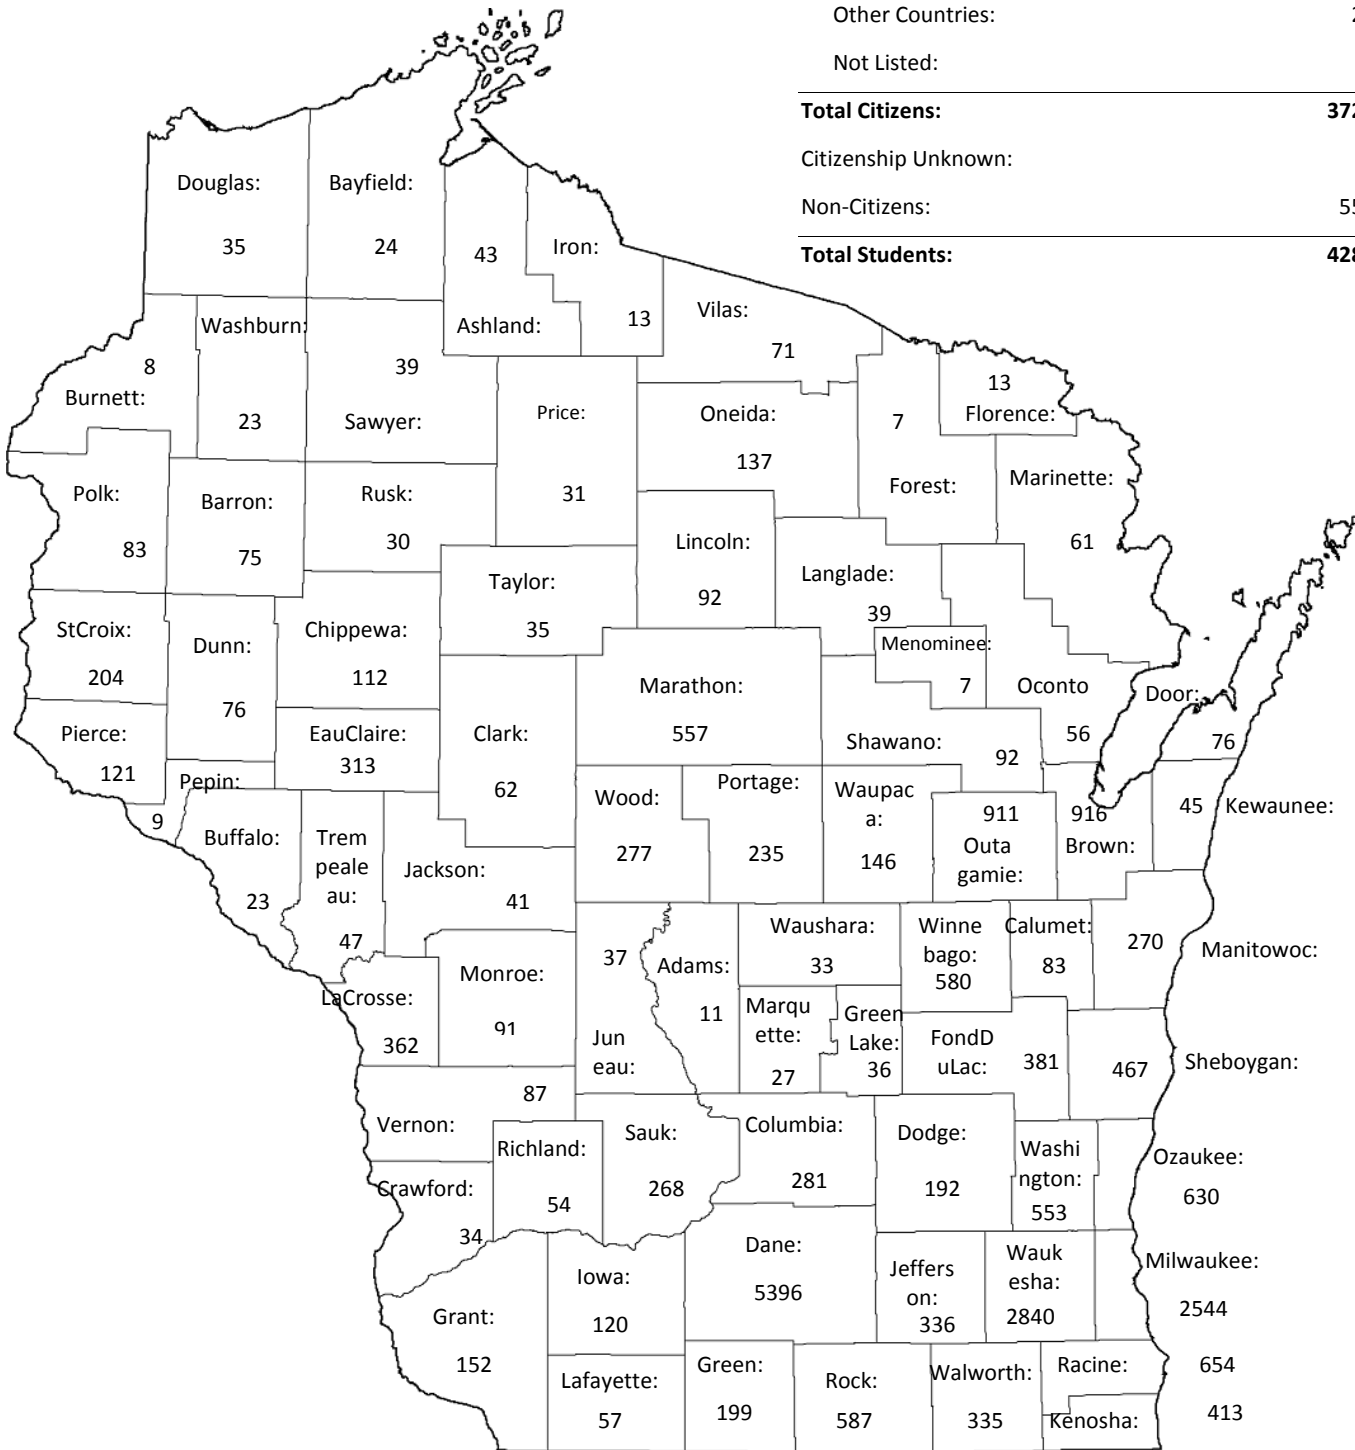 Other Countries: 2
Not Listed:
Total Citizens: 372
Citizenship Unknown:
Non-Citizens: 55
Total Students: 428
Douglas:
35
Bayfield:
24
43
Ashland:
Iron:
13
Vilas:
71
8
Burnett:
Washburn:
23
39
Sawyer:
Price:
31
Oneida:
137
7
Forest:
13
Florence:
Marinette:
61
Polk:
83
Barron:
75
Rusk:
30
Lincoln:
92
Langlade:
39
Taylor:
35
StCroix:
204
Dunn:
76
Chippewa:
112
Menominee:
7
Marathon:
557
Oconto
56
Door:
76
Pierce:
121
EauClaire:
313
Clark:
62
Shawano:
92
Pepin:
9
Buffalo:
23
Trem
peale
au:
47
Jackson:
41
Wood:
277
Portage:
235
Waupac
a:
146
911
Outa
gamie:
916
Brown:
45
Kewaunee:
37
Jun
eau:
Adams:
11
Waushara:
33
Winne
bago:
580
Calumet:
83
270
Manitowoc:
LaCrosse:
362
Monroe:
91
Marqu
ette:
27
Green
Lake:
36
FondD
uLac:
381
467
Sheboygan:
87
Vernon:
Richland:
54
Sauk:
268
Columbia:
281
Dodge:
192
Washi
ngton:
553
Ozaukee:
630
Crawford:
34
Dane:
5396
Jeffers
on:
336
Wauk
esha:
2840
Milwaukee:
2544
Grant:
152
Iowa:
120
Lafayette:
57
Green:
199
Rock:
587
Walworth:
335
Racine:
654
Kenosha:
413